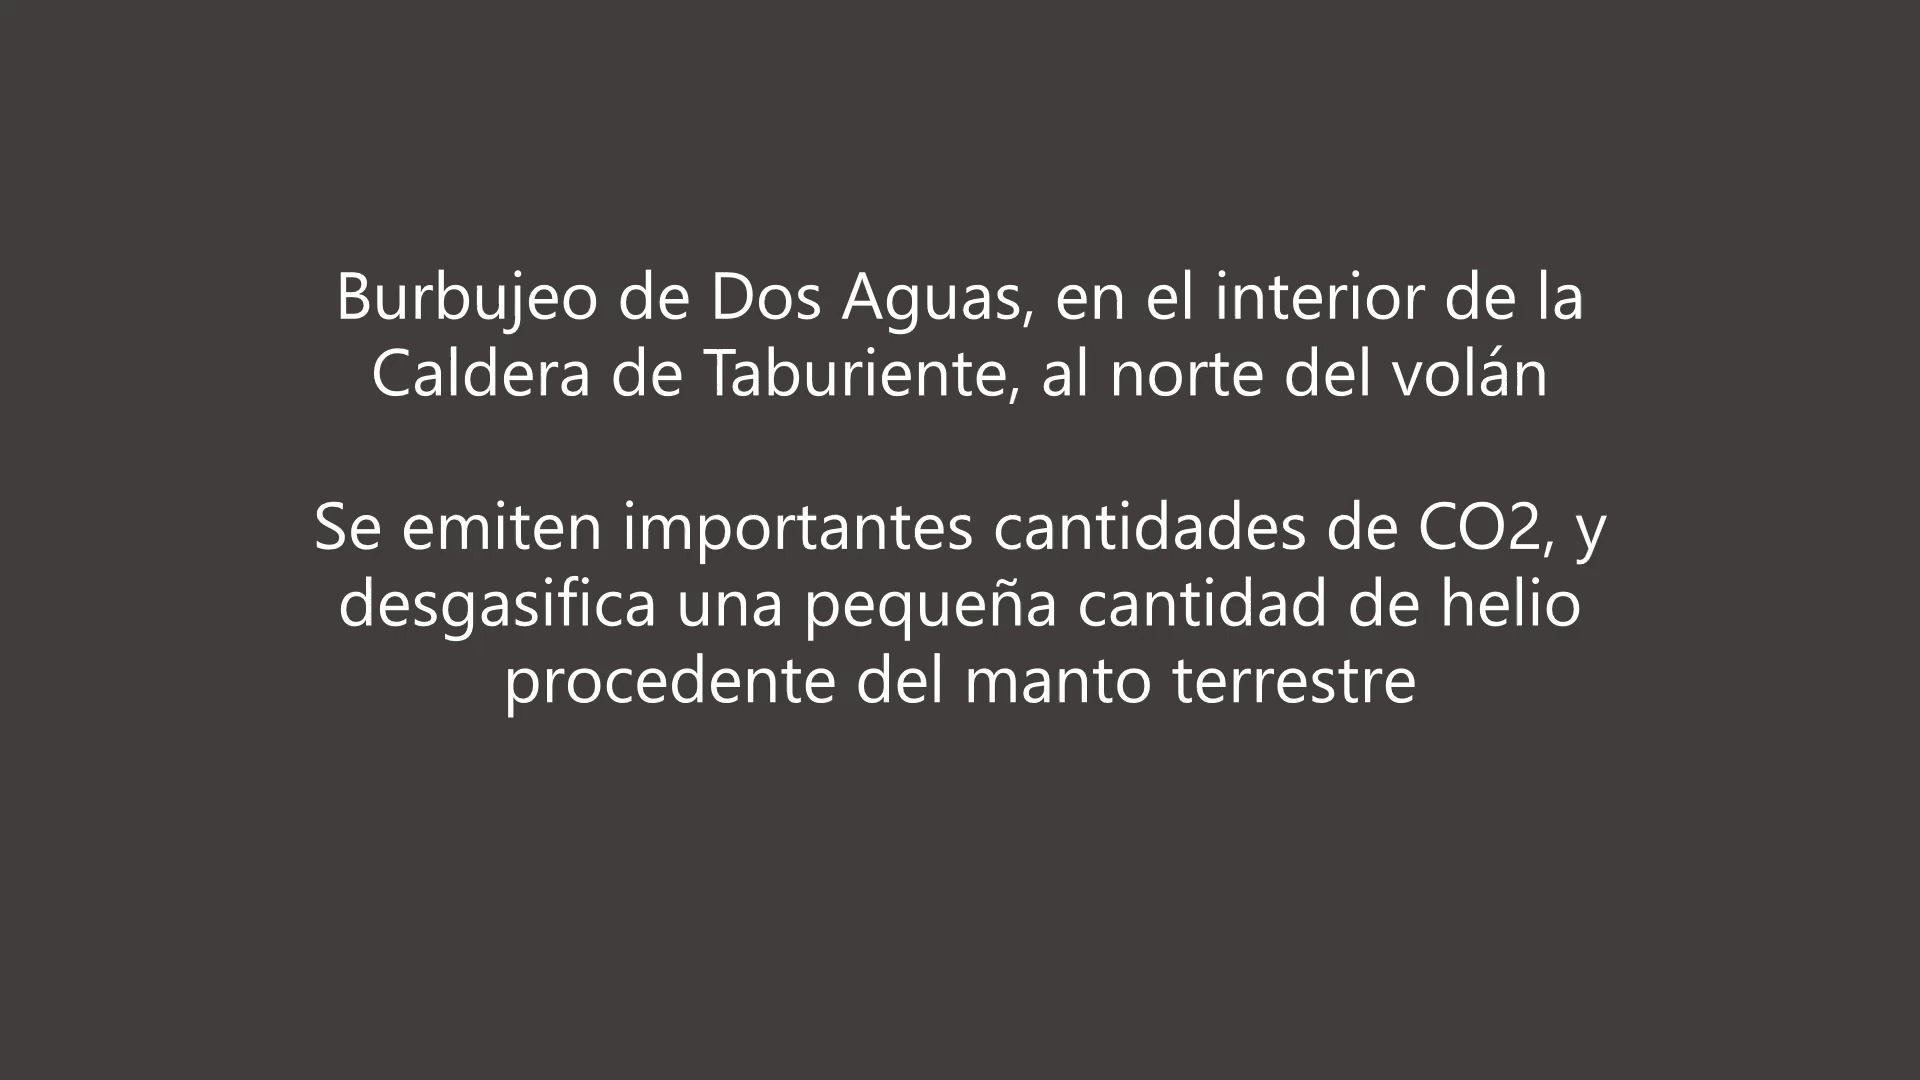 Burbujeo de Dos Aguas, en el interior de la
Caldera de Taburiente, al norte del volán
Se emiten importantes cantidades de CO2, y
desgasifica una pequeña cantidad de helio
procedente del manto terrestre